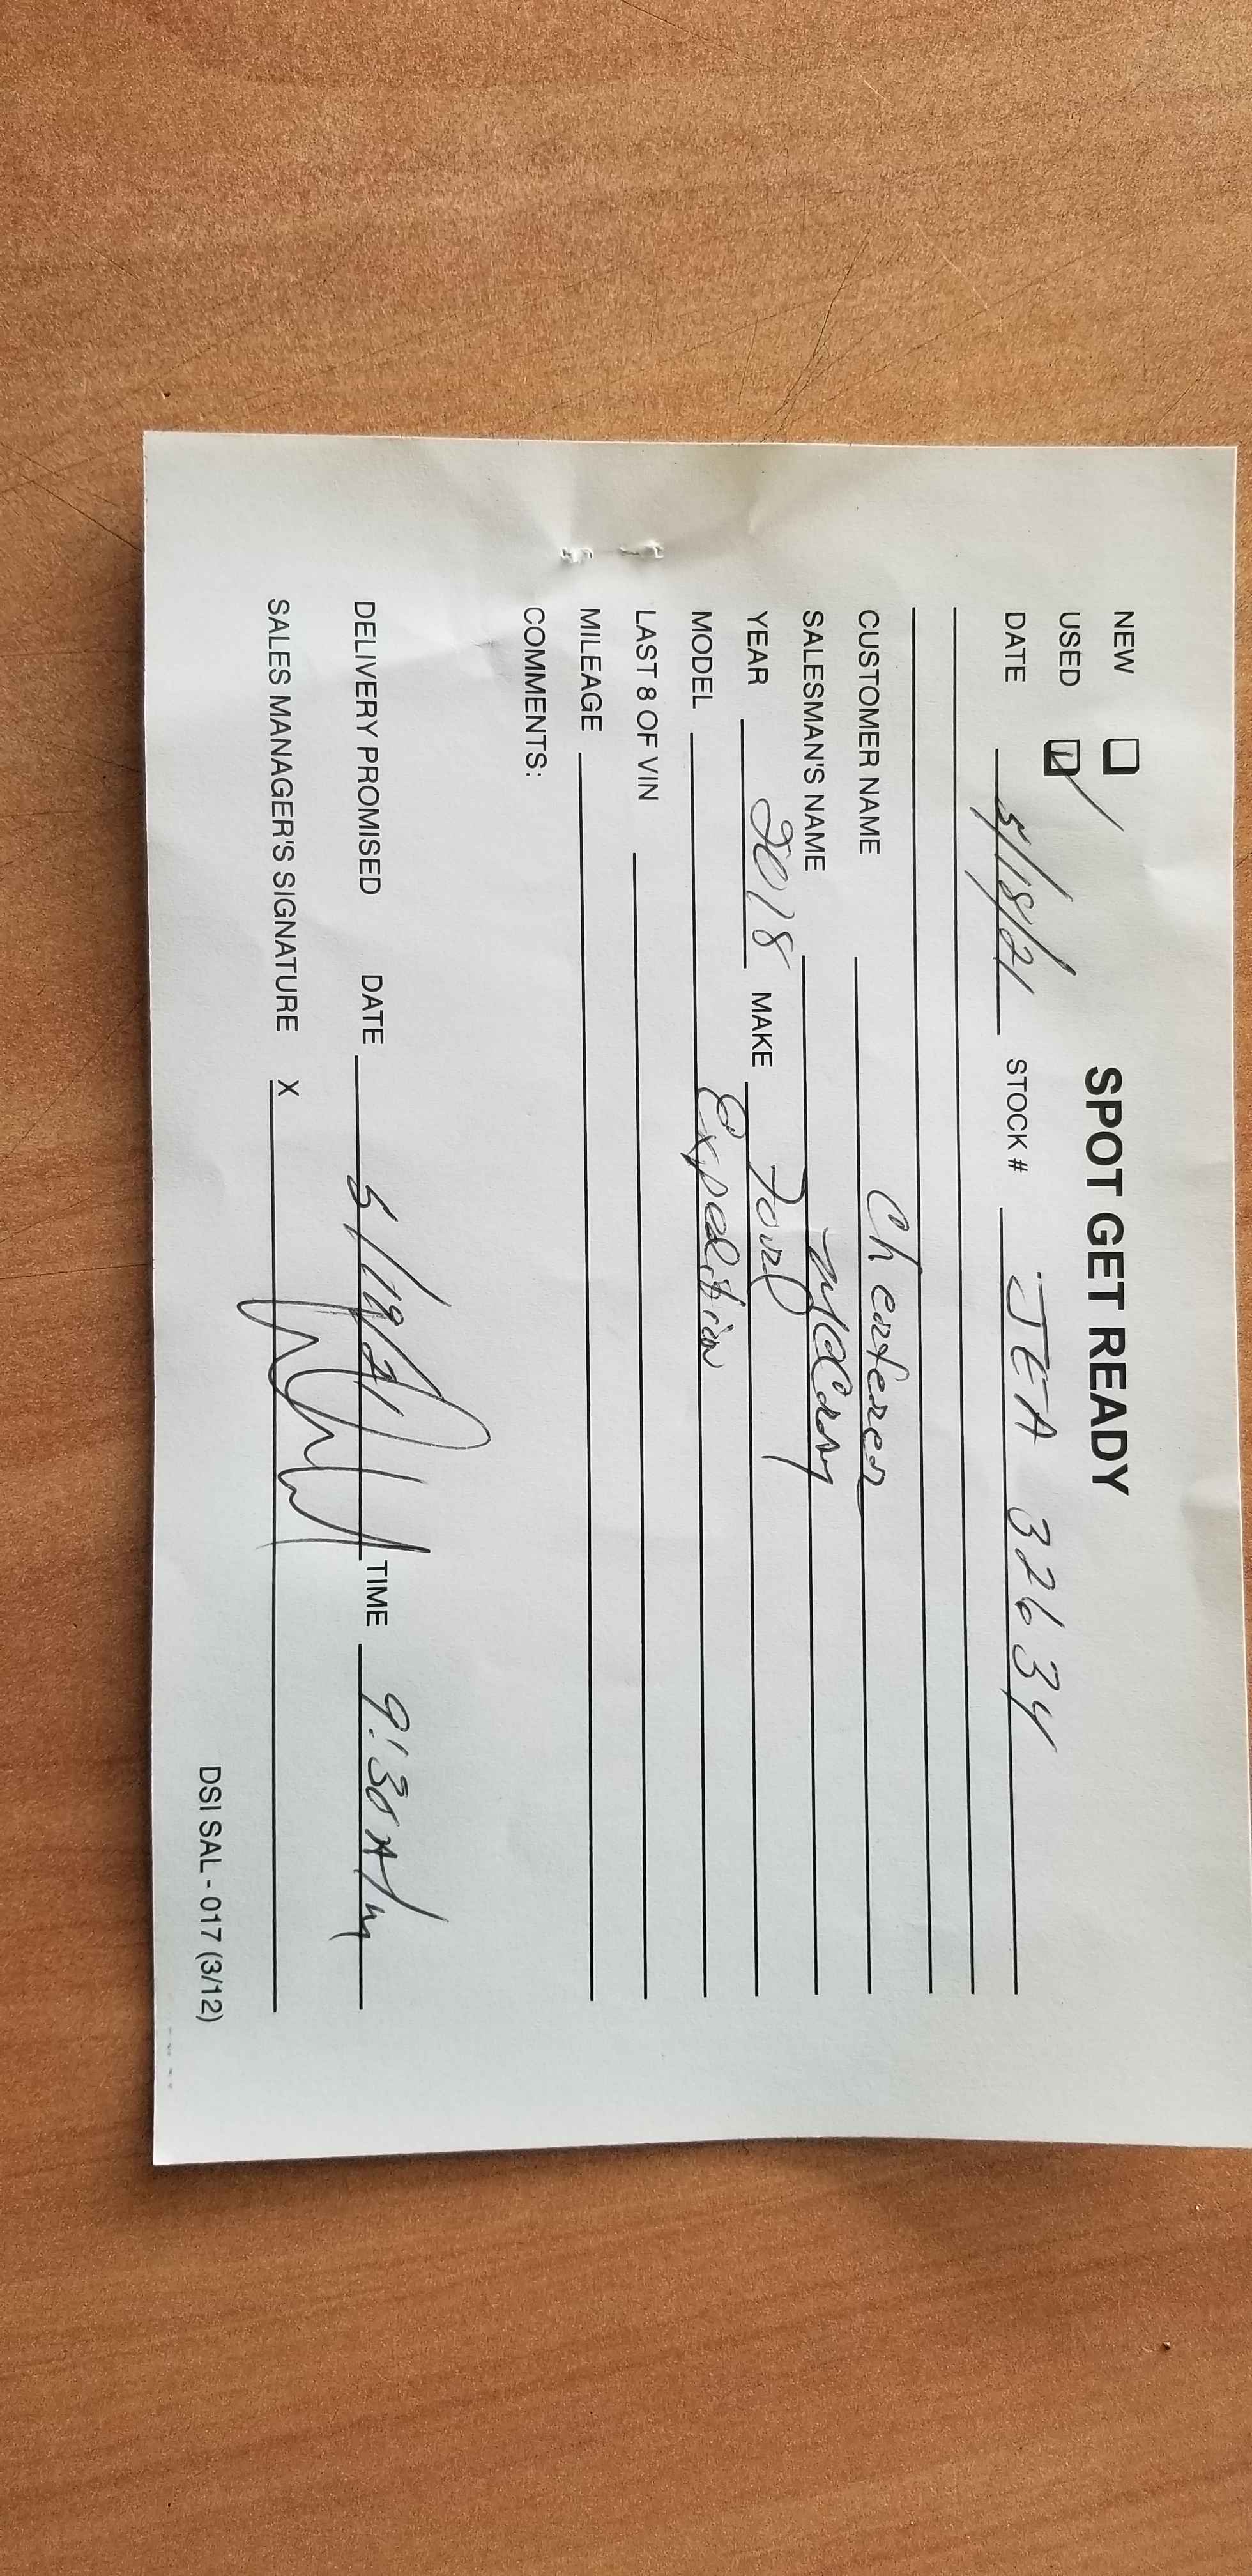 SPOT GET READY
NEW
USED
DATE 5/18/21 STOCK # JEA 32634
CUSTOMER NAME
SALESMAN'S NAME McCray
YEAR 2018 MAKE Ford
MODEL Expedition
LAST 8 OF VIN
MILEAGE
COMMENTS:
DELIVERY PROMISED DATE 5/19/21 TIME 9:30 AM
SALES MANAGER'S SIGNATURE X
DSI SAL - 017 (3/12)